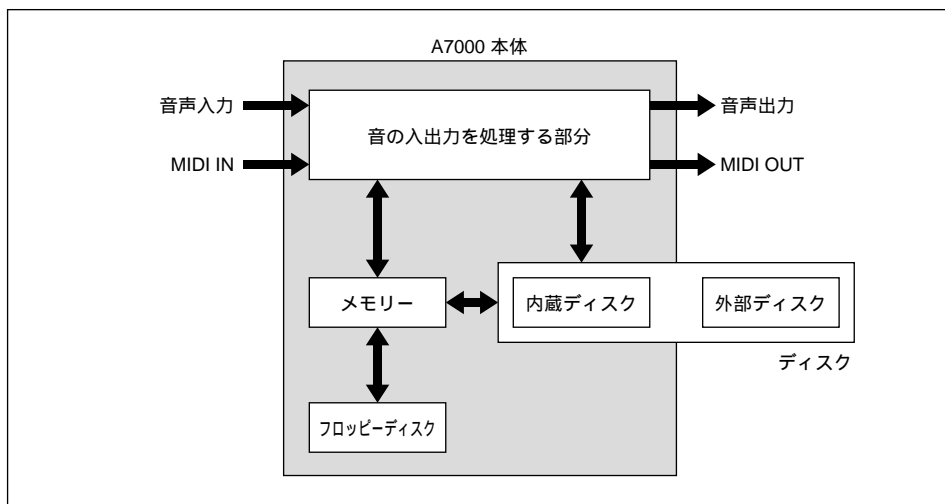 A7000 本体
音声入力
音声出力
音の入出力を処理する部分
MIDI IN
MIDI OUT
メモリー
内蔵ディスク
外部ディスク
ディスク
フロッピーディスク